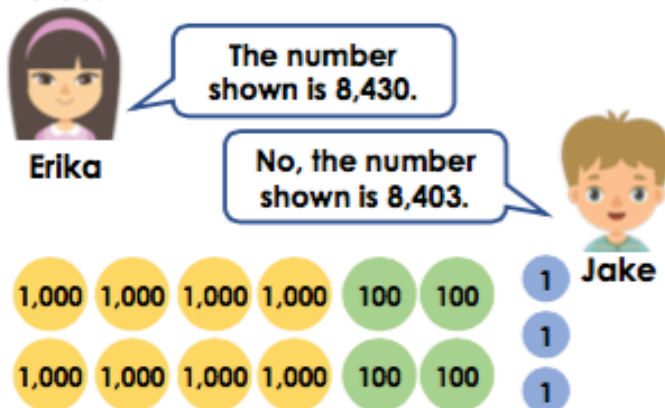 The number
shown is 8,430.
Erika
No, the number
shown is 8,403.
Jake
1,000 1,000 1,000 1,000 100 100 1
1
1,000 1,000 1,000 1,000 100 100 1